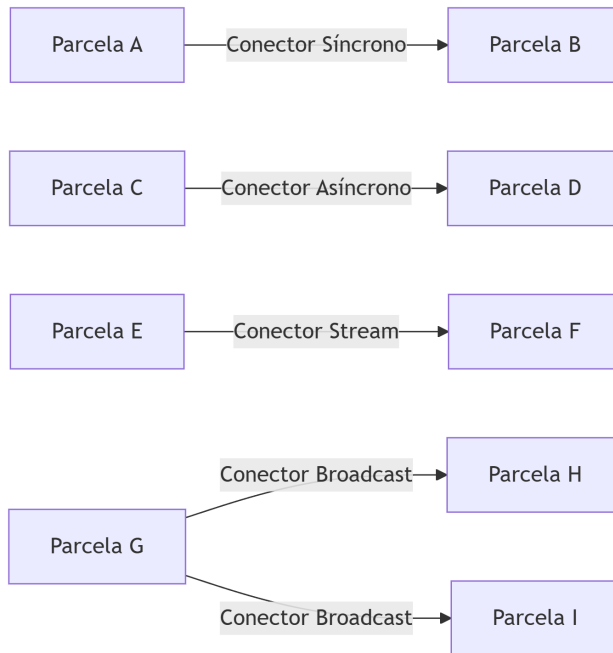 Parcela A Conector Síncrono Parcela B
Parcela C Conector Asíncrono Parcela D
Parcela E Conector Stream Parcela F
Conector Broadcast Parcela H
Parcela G
Conector Broadcast Parcela I